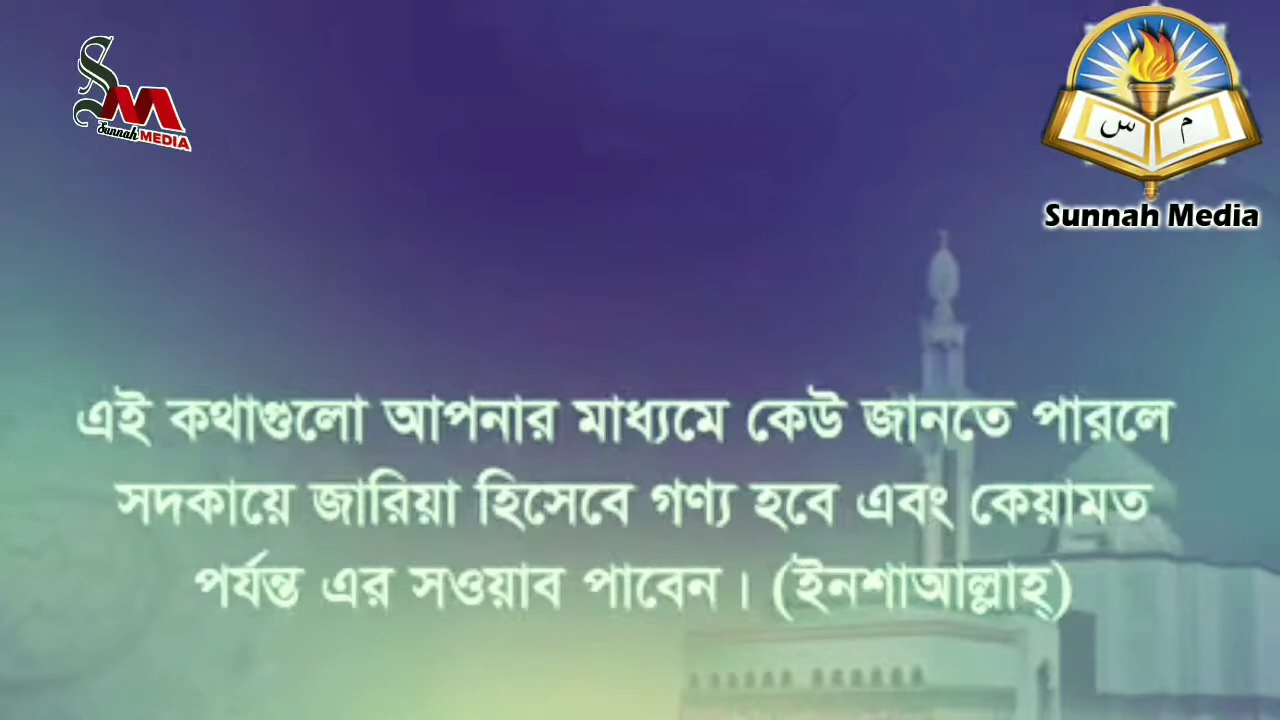 SM
Sunnah MEDIA
س م
Sunnah Media
এই কথাগুলো আপনার মাধ্যমে কেউ জানতে পারলে
সদকায়ে জারিয়া হিসেবে গণ্য হবে এবং কেয়ামত
পর্যন্ত এর সওয়াব পাবেন। (ইনশাআল্লাহ্)